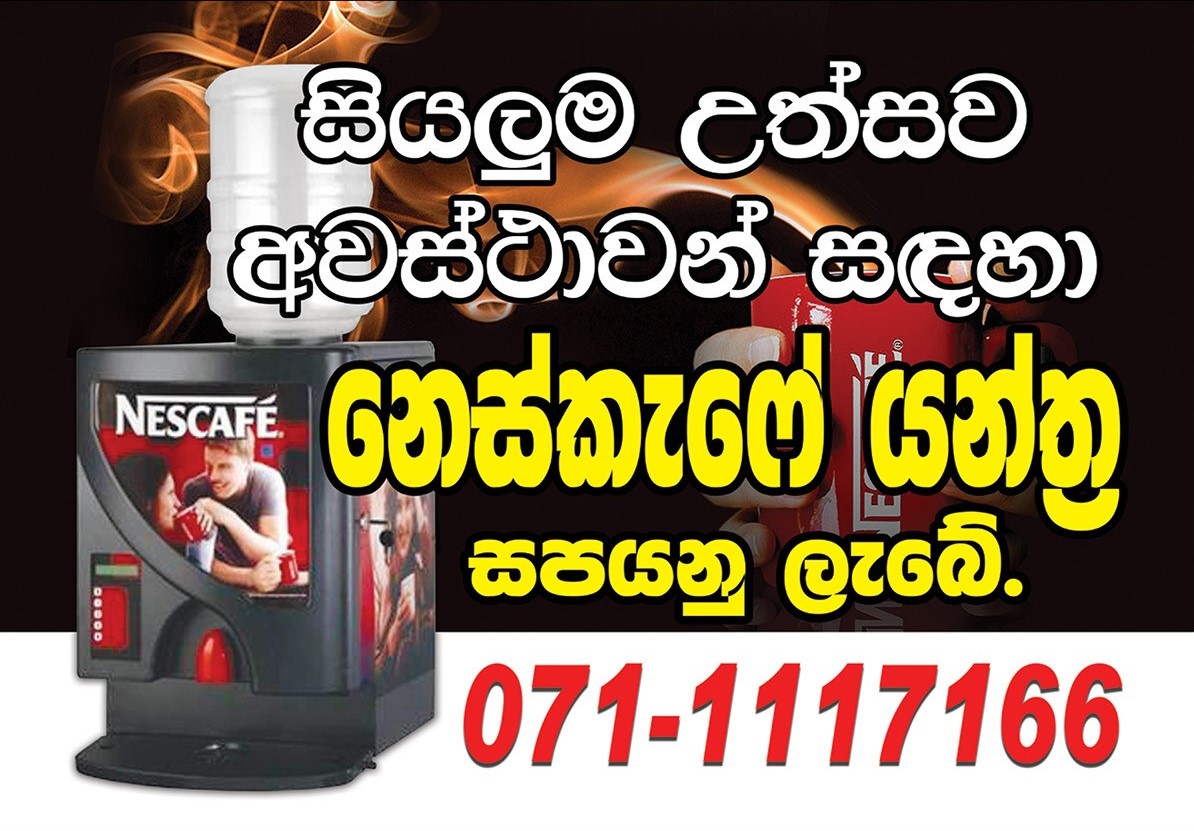 සියලුම උත්සව
අවස්ථාවන් සඳහා
නෙස්කැෆේ යන්ත්‍ර
සපයනු ලැබේ.
NESCAFÉ
071-1117166